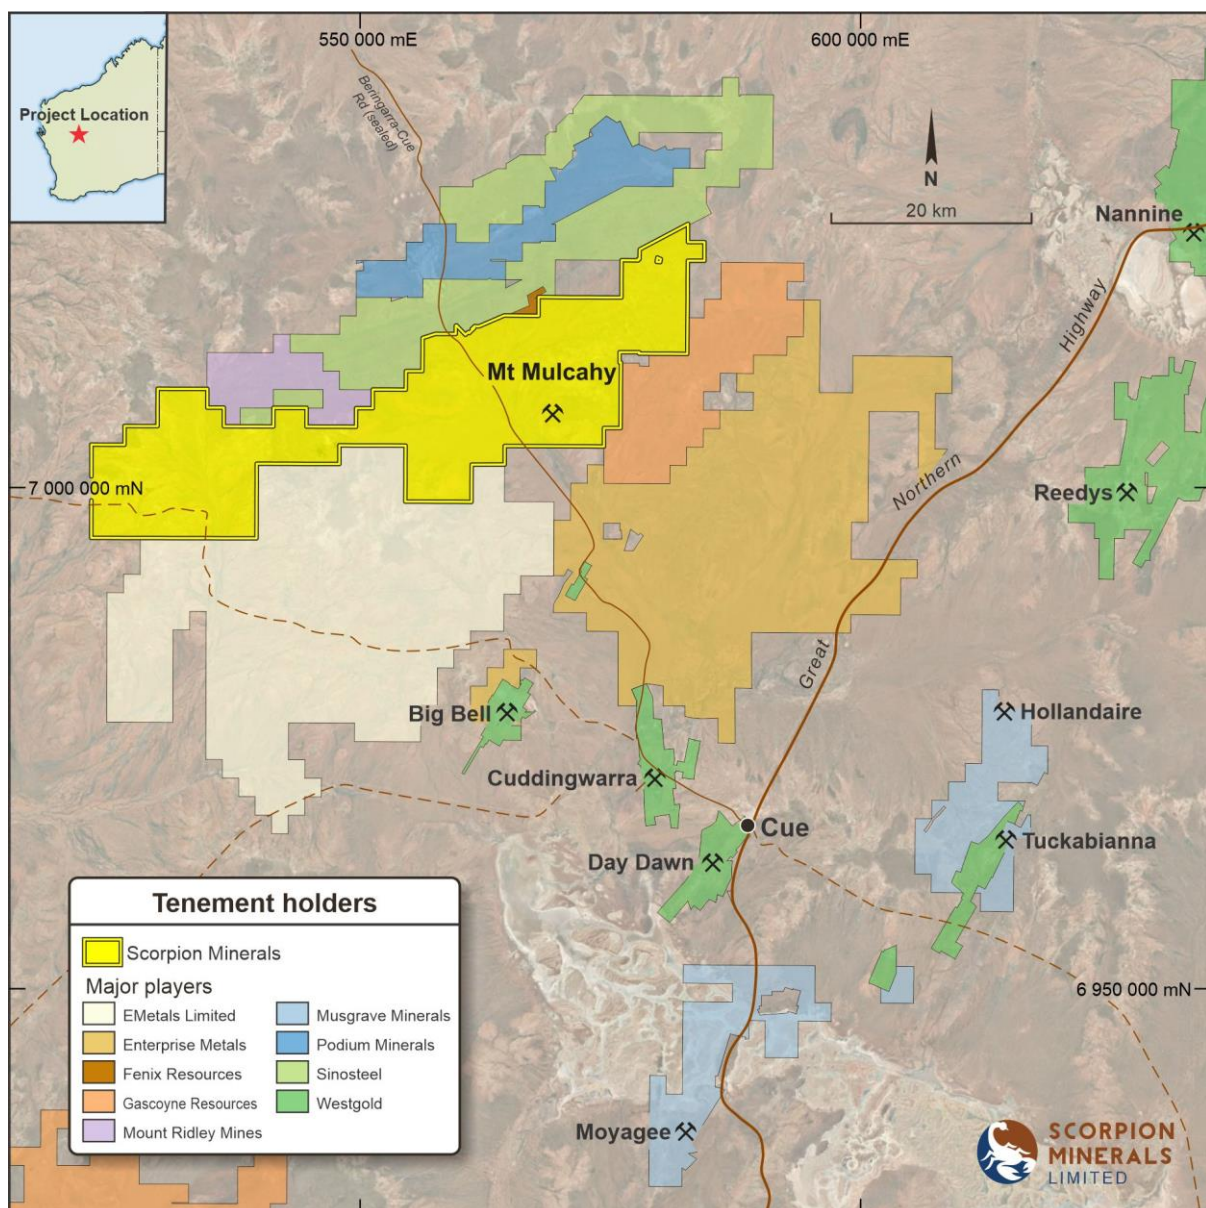 550 000 mE
600 000 mE
Project Location
Beringarra-Cue
Rd (sealed)
N
20 km
Nannine
Highway
Mt Mulcahy
7 000 000 mN
Northern
Reedys
Great
Big Bell
Hollandaire
Cuddingwarra
Cue
Tuckabianna
Day Dawn
Tenement holders
Scorpion Minerals
Major players
EMetals Limited
Musgrave Minerals
Enterprise Metals
Podium Minerals
Fenix Resources
Sinosteel
Gascoyne Resources
Westgold
Mount Ridley Mines
6 950 000 mN
Moyagee
SCORPION
MINERALS
LIMITED